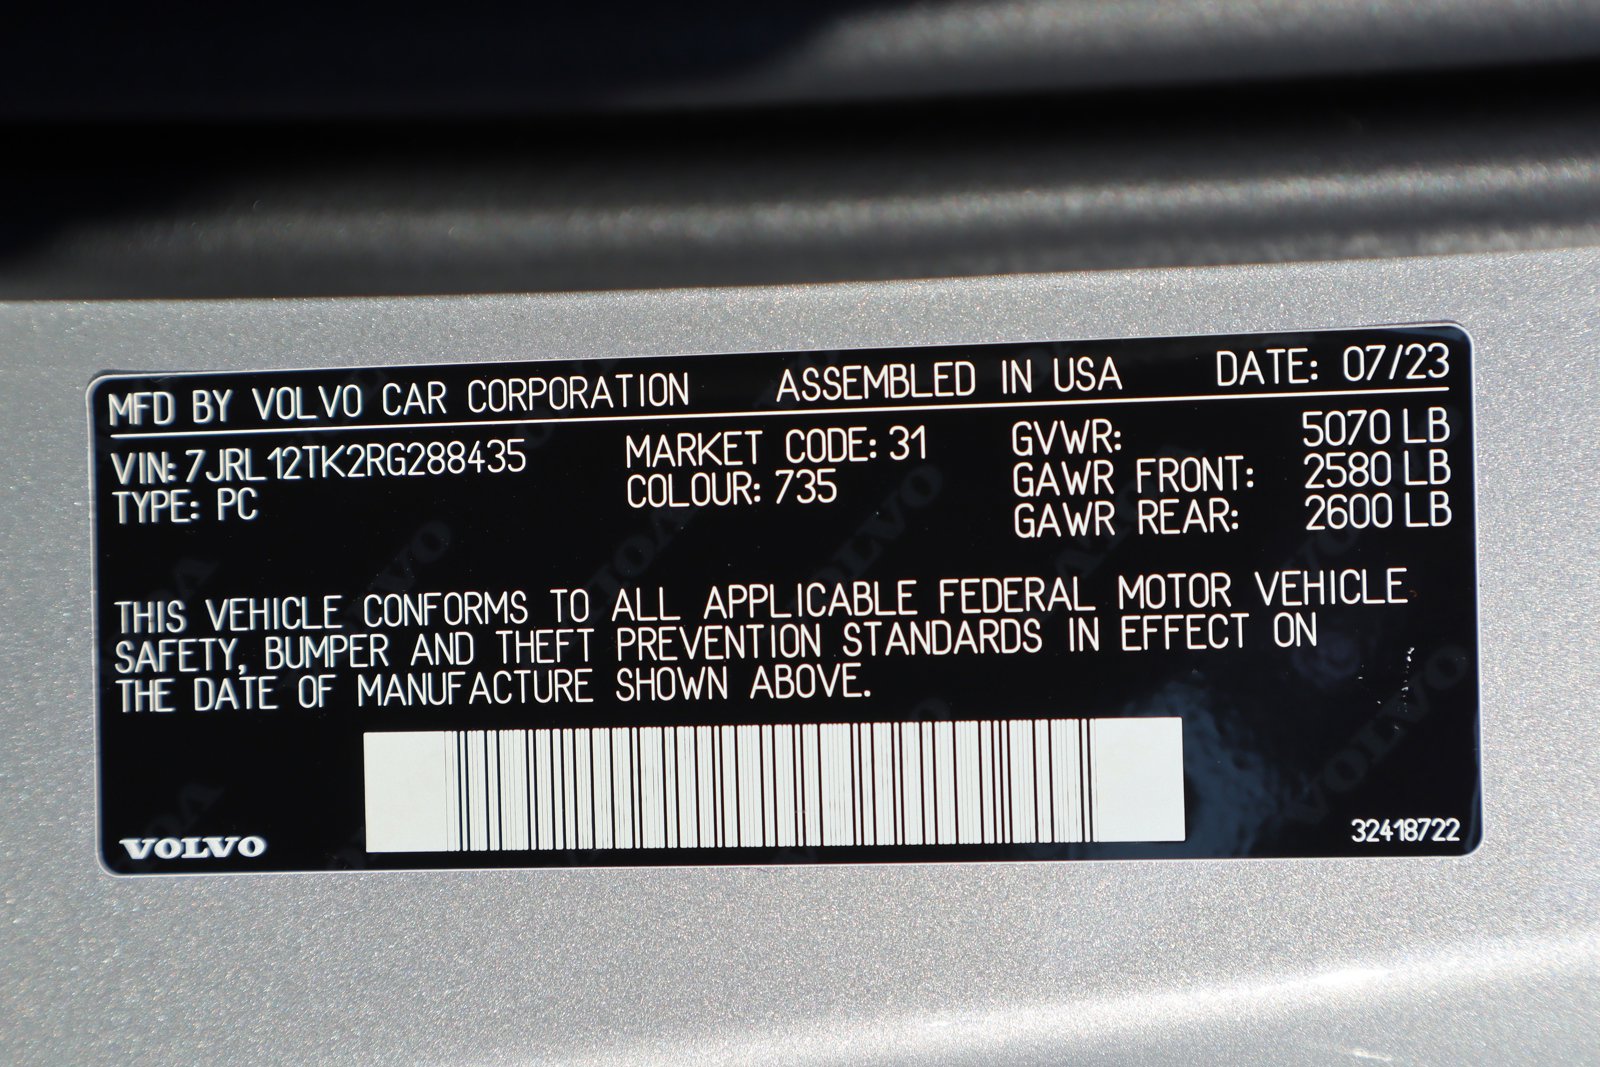 MFD BY VOLVO CAR CORPORATION ASSEMBLED IN USA DATE: 07/23
VIN: 7JRL12TK2RG288435 MARKET CODE: 31 GVWR: 5070 LB
TYPE: PC COLOUR: 735 GAWR FRONT: 2580 LB
GAWR REAR: 2600 LB
THIS VEHICLE CONFORMS TO ALL APPLICABLE FEDERAL MOTOR VEHICLE
SAFETY, BUMPER AND THEFT PREVENTION STANDARDS IN EFFECT ON
THE DATE OF MANUFACTURE SHOWN ABOVE.
VOLVO 32418722